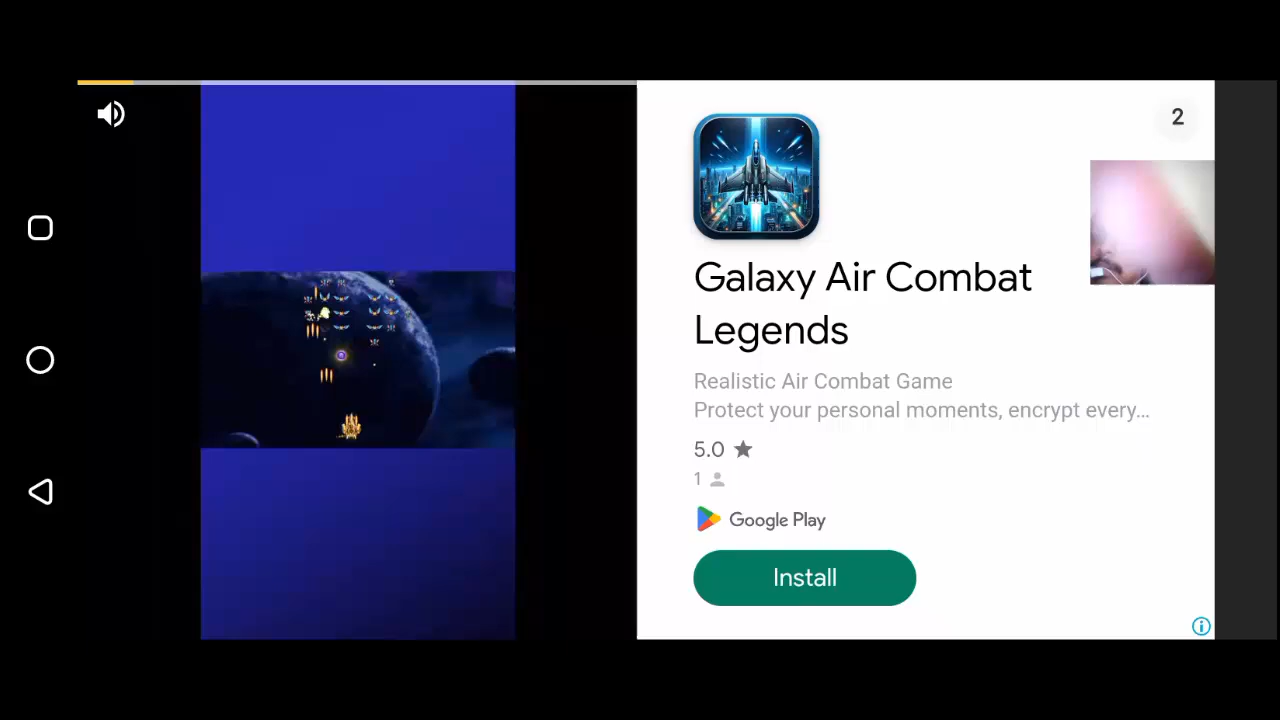 2
Galaxy Air Combat
Legends
Realistic Air Combat Game
Protect your personal moments, encrypt every...
5.0
1
Google Play
Install